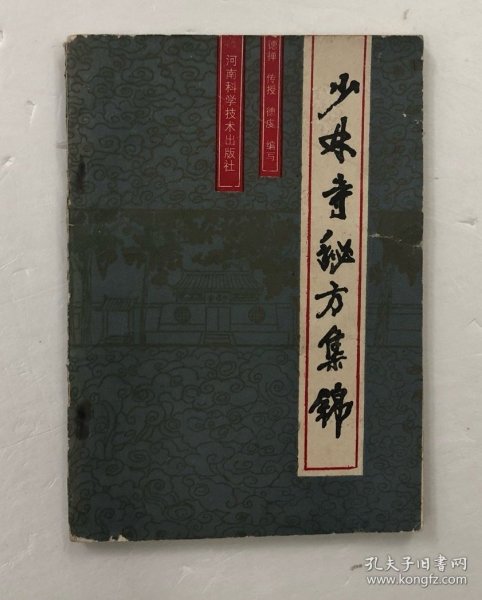 少林寺秘方集锦
德禅 传授 德虔 编写
河南科学技术出版社
孔夫子旧书网
www.kongfz.com